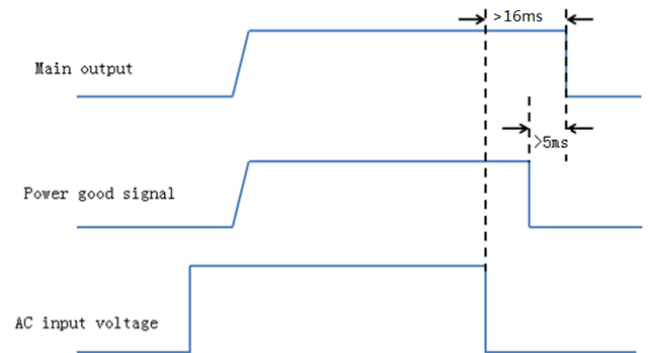 >16ms
Main output
>5ms
Power good signal
AC input voltage